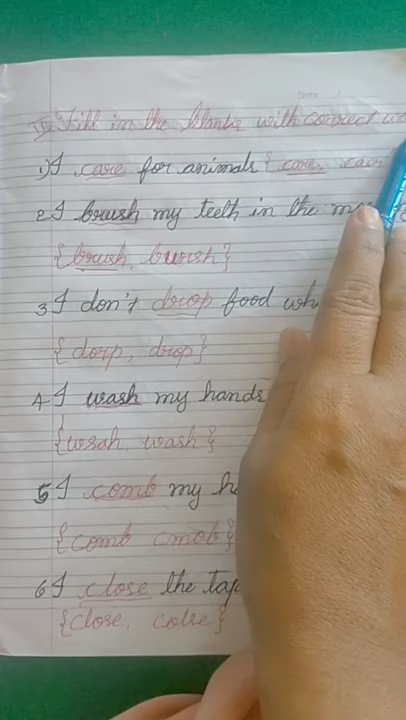 Fill in the blanks with correct
1) I care for animals {care,
2 I brush my teeth in the
{brush, bursh}
3 I don't drop food
{dorp, drop}
4 I wash my hands
{wsah, wash}
5 I comb my
{comb cmob}
6 I close the tap
{close, colse}